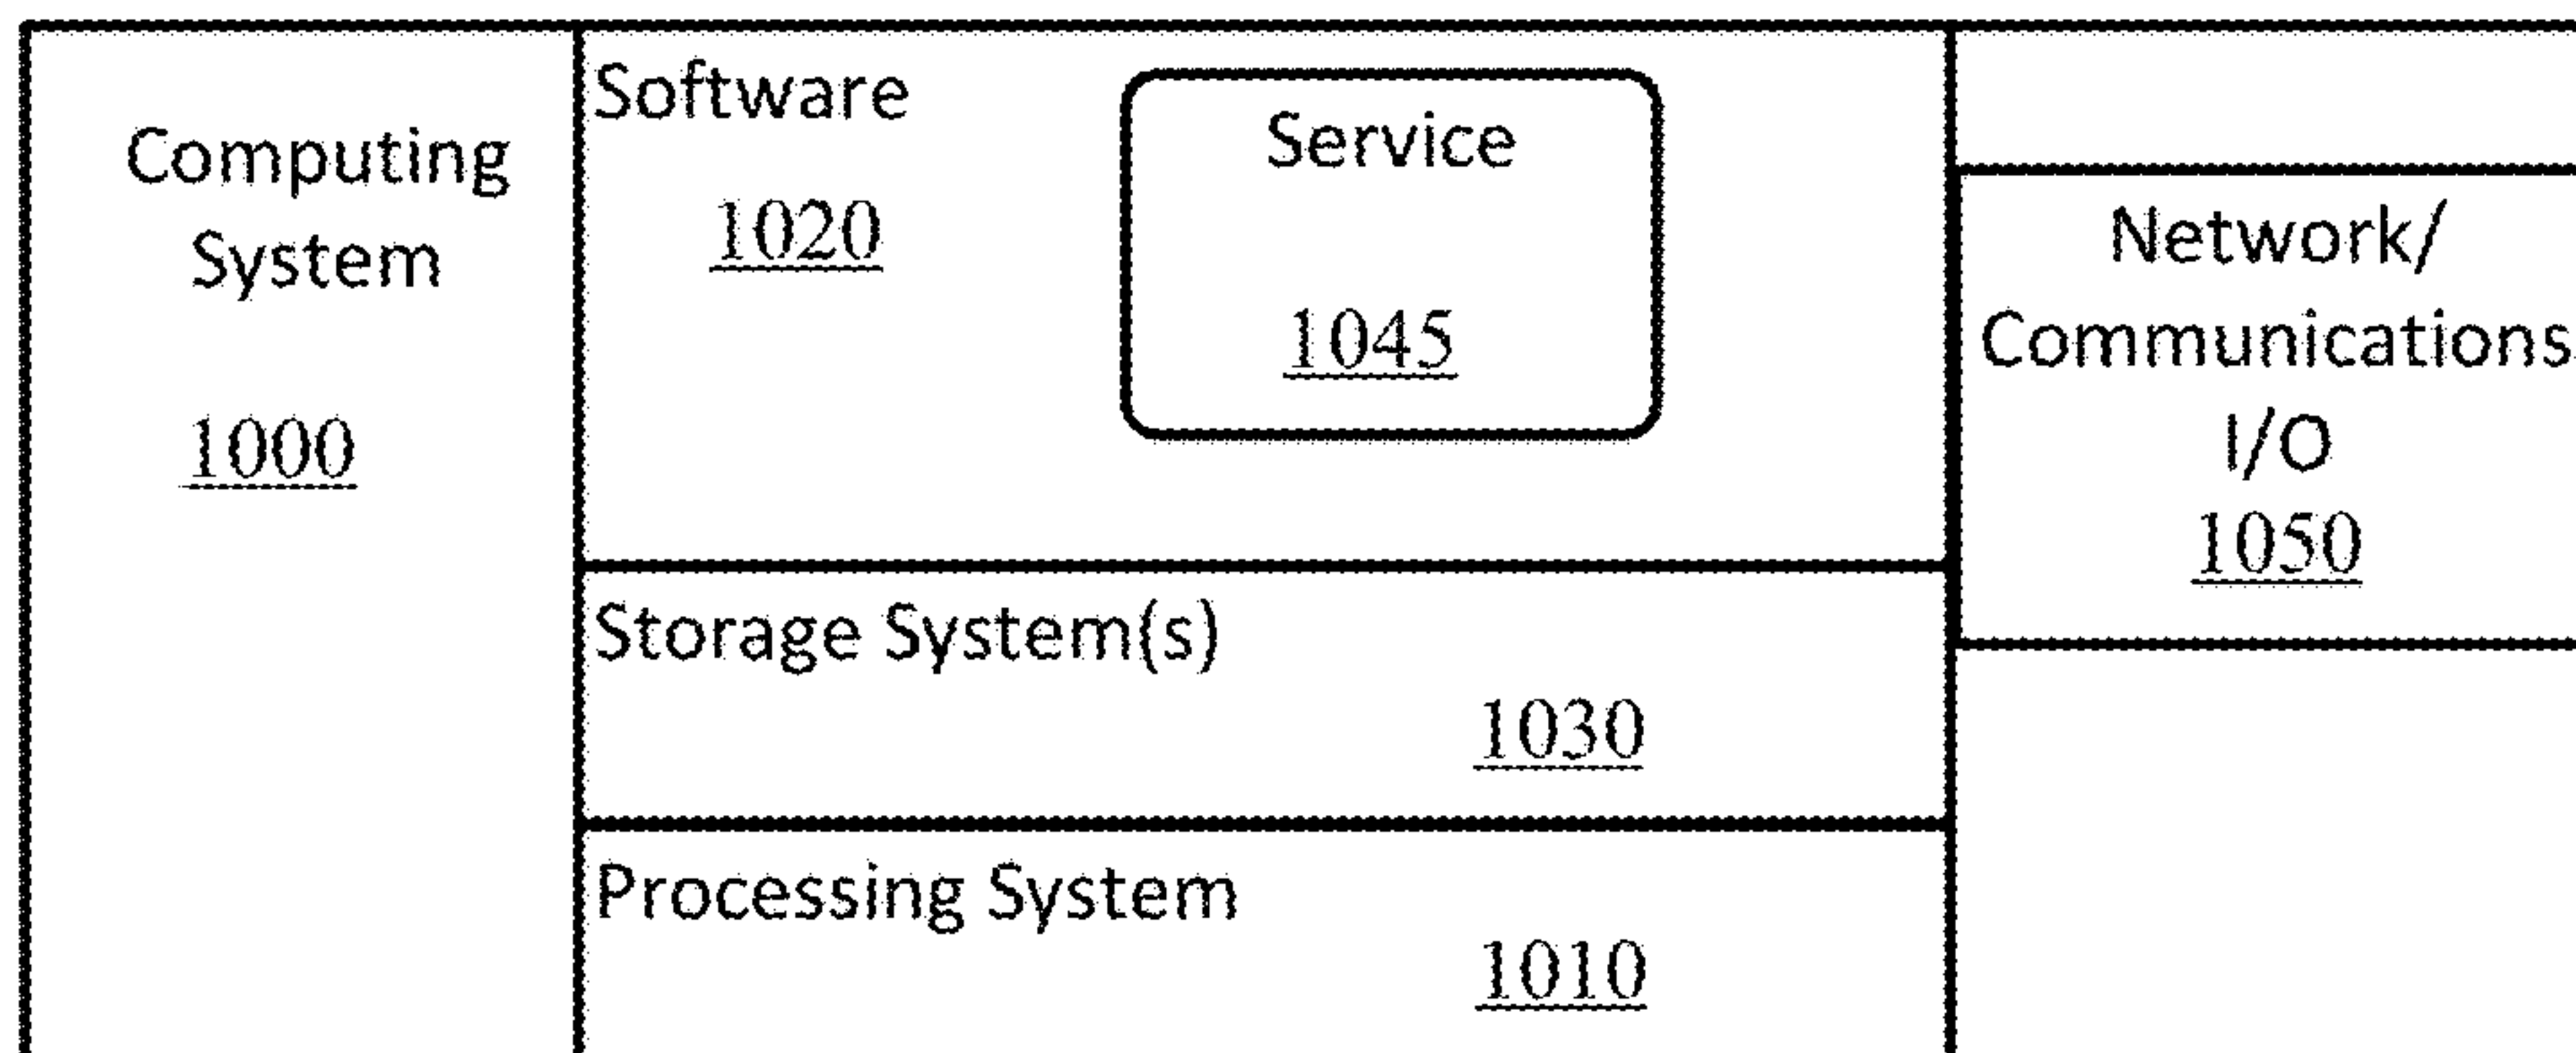 Computing
System
1000
Software
1020
Service
1045
Storage System(s)
1030
Processing System
1010
Network/
Communications
I/O
1050